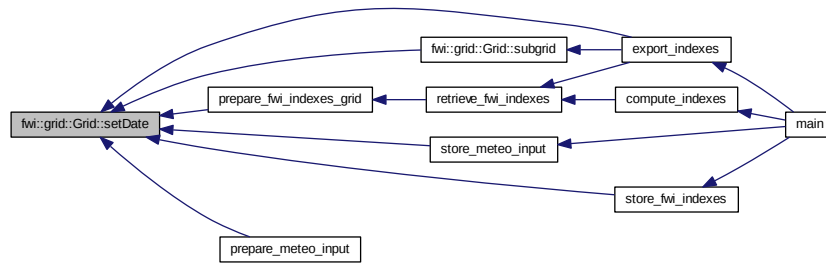 fwi::grid::Grid::setDate
fwi::grid::Grid::subgrid
export_indexes
prepare_fwi_indexes_grid
retrieve_fwi_indexes
compute_indexes
main
store_meteo_input
store_fwi_indexes
prepare_meteo_input